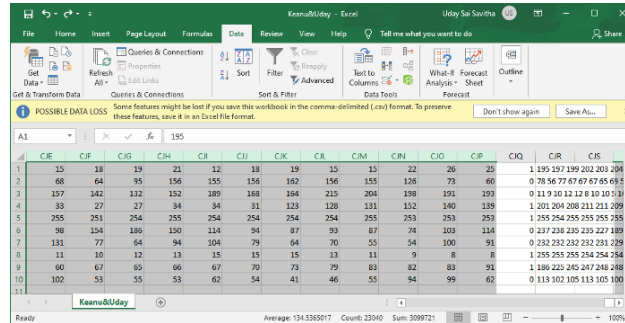 Keanu&Uday - Excel
Uday Sai Savitha US
File Home Insert Page Layout Formulas Data Review View Help Tell me what you want to do Share
Get Data
Refresh All
Queries & Connections
Properties
Edit Links
Sort
Filter
Clear
Reapply
Advanced
Text to Columns
What-If Analysis
Forecast Sheet
Outline
Get & Transform Data Queries & Connections Sort & Filter Data Tools Forecast
POSSIBLE DATA LOSS Some features might be lost if you save this workbook in the comma-delimited (.csv) format. To preserve these features, save it in an Excel file format. Don't show again Save As...
A1 fx 195
CJE CJF CJG CJH CJI CJJ CJK CJL CJM CJN CJO CJP CJQ CJR CJS
1 15 18 19 21 12 18 19 15 15 22 26 25 1 195 197 199 202 203 204
2 68 64 95 156 155 156 162 156 155 126 73 60 0 78 56 77 67 67 67 65 69
3 157 142 132 152 189 168 164 215 204 198 191 193 0 11 9 10 12 12 8 10 10
4 33 27 27 34 34 31 123 128 131 152 140 139 1 201 204 208 211 211 209
5 255 251 254 255 254 254 254 254 255 253 253 253 1 255 254 255 255 255 255
6 98 154 186 150 114 94 87 93 87 74 103 114 0 237 238 235 235 227 189
7 131 77 64 94 104 79 64 70 55 54 100 91 0 232 232 232 232 231 229
8 11 10 12 13 15 15 15 13 11 9 8 8 1 255 255 255 254 254 254
9 60 67 65 66 67 70 73 79 83 82 83 91 1 186 225 245 247 248 248
10 102 53 55 53 62 54 41 46 55 94 99 62 0 113 102 105 113 105 100
11
Keanu&Uday
Ready Average: 134.5365017 Count: 23040 Sum: 3099721 100%